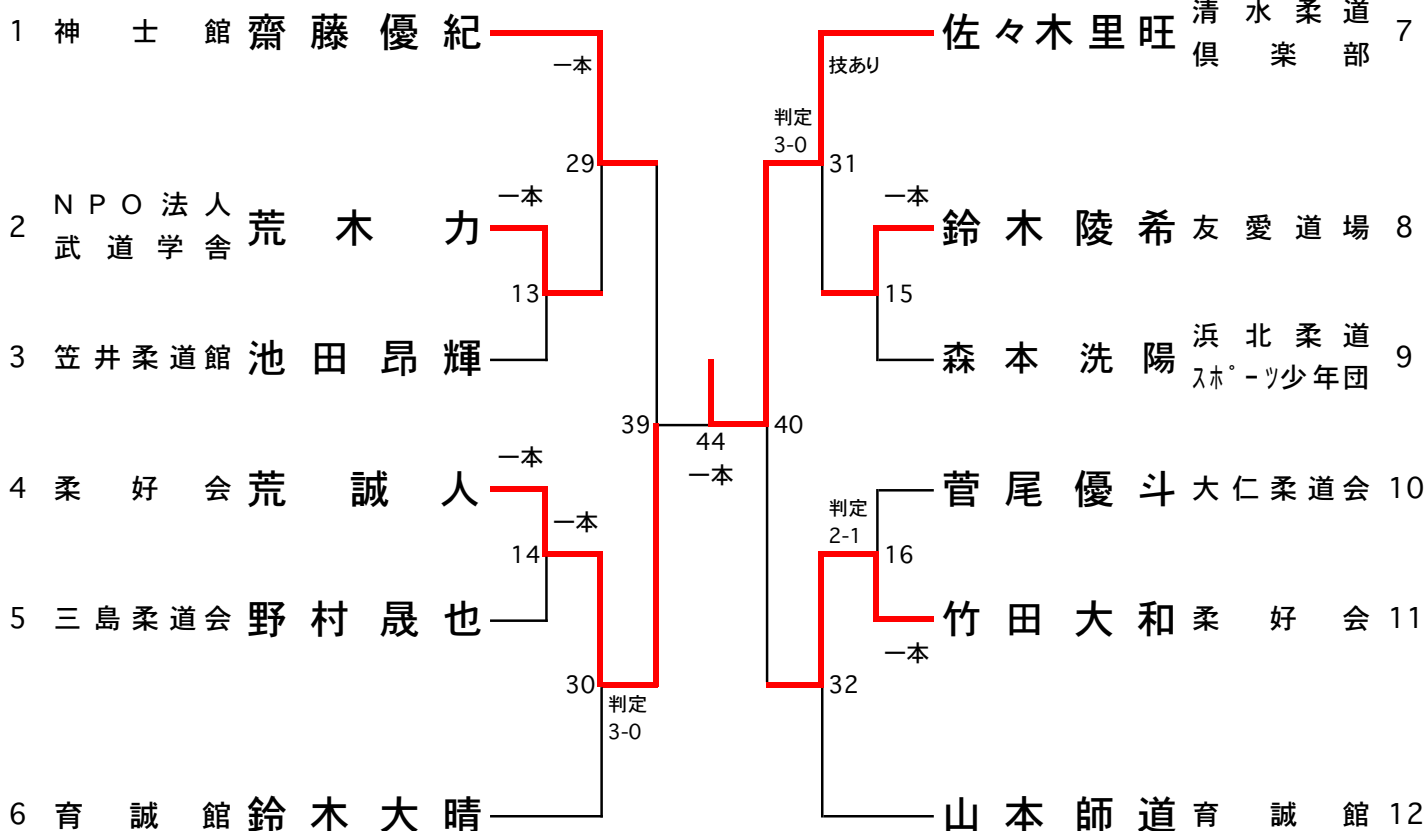 1 神士館 齋藤優紀
一本
29
2 NPO法人
武道学舎 荒木力
一本
13
3 笠井柔道館 池田昂輝
39
4 柔好会 荒誠人
一本
一本
14
5 三島柔道会 野村晃也
30
判定
3-0
6 育誠館 鈴木大晴
44
一本
佐々木里旺 清水柔道
倶楽部 7
技あり
判定
3-0
31
一本
鈴木陵希 友愛道場 8
15
森本洸陽 浜北柔道
スポーツ少年団 9
40
菅尾優斗 大仁柔道会 10
判定
2-1
16
竹田大和 柔好会 11
一本
32
山本師道 育誠館 12